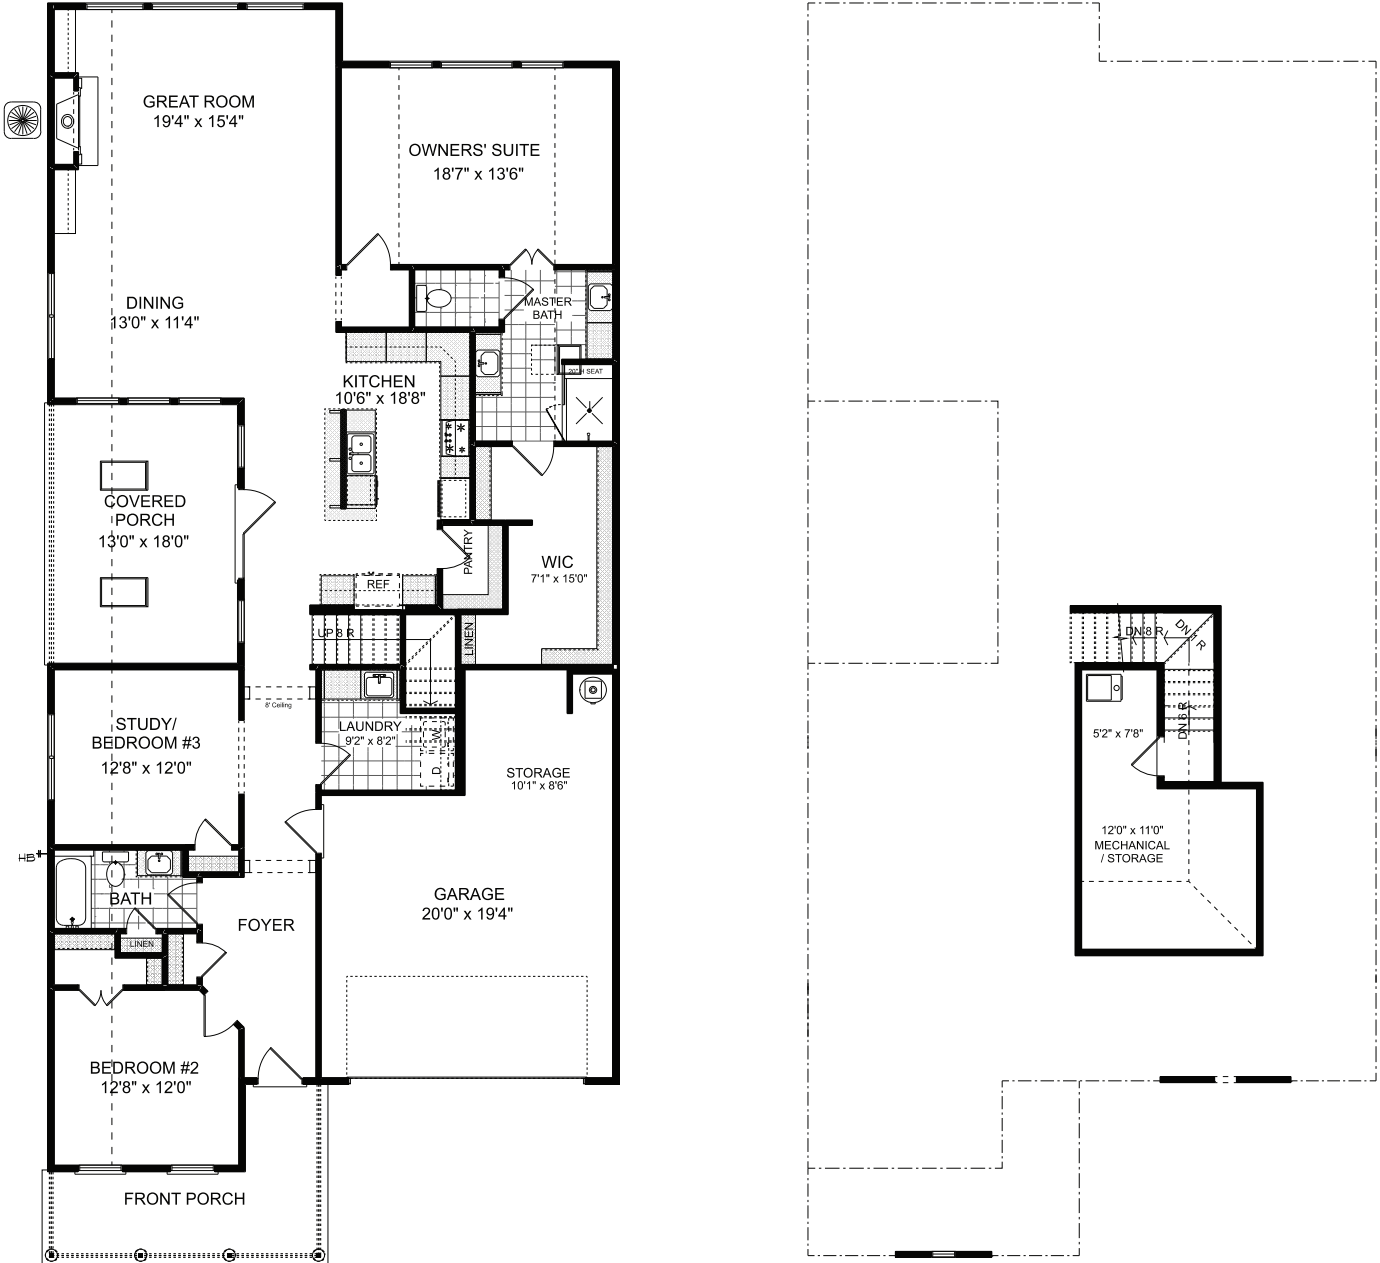 GREAT ROOM
19'4" x 15'4"
OWNERS' SUITE
18'7" x 13'6"
DINING
13'0" x 11'4"
MASTER
BATH
20" H SEAT
KITCHEN
10'6" x 18'8"
COVERED
PORCH
13'0" x 18'0"
PANTRY
WIC
7'1" x 15'0"
REF
UP 8 R
LINEN
8' Ceiling
STUDY/
BEDROOM #3
12'8" x 12'0"
LAUNDRY
9'2" x 8'2"
W
D
STORAGE
10'1" x 8'6"
HB
BATH
LINEN
FOYER
GARAGE
20'0" x 19'4"
BEDROOM #2
12'8" x 12'0"
FRONT PORCH
DN 8 R
DN 1 R
DN 6 R
5'2" x 7'8"
12'0" x 11'0"
MECHANICAL
/ STORAGE